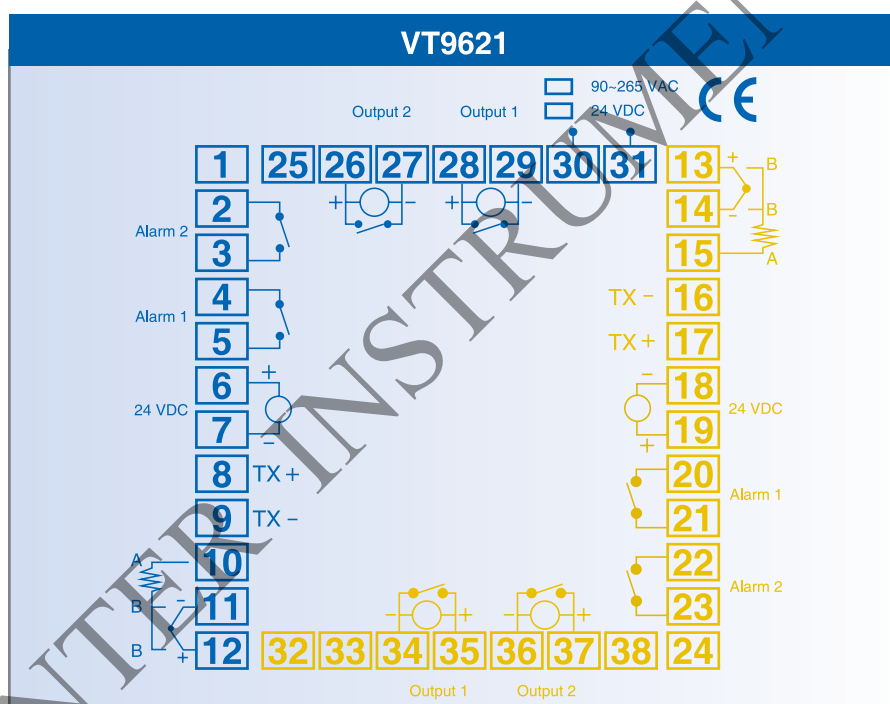 VT9621
90~265 VAC
24 VDC
CE
Output 2
Output 1
1 25 26 27 28 29 30 31 13
+ B
+ - + -
2
14
- B
Alarm 2
3
15
A
4
TX - 16
Alarm 1
5
TX + 17
6 +
- 18
24 VDC
24 VDC
7 -
+ 19
8 TX +
20
Alarm 1
9 TX -
21
A 10
22
Alarm 2
B - 11
- + - +
23
B + 12 32 33 34 35 36 37 38 24
Output 1
Output 2
NTER INSTRUMEN